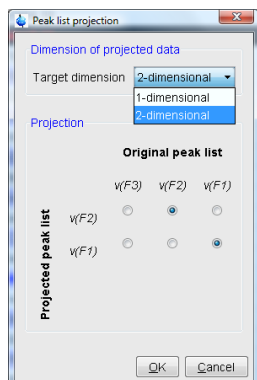 Peak list projection
Dimension of projected data
Target dimension 2-dimensional
1-dimensional
2-dimensional
Projection
Original peak list
v(F3) v(F2) v(F1)
Projected peak list
v(F2)
v(F1)
OK Cancel